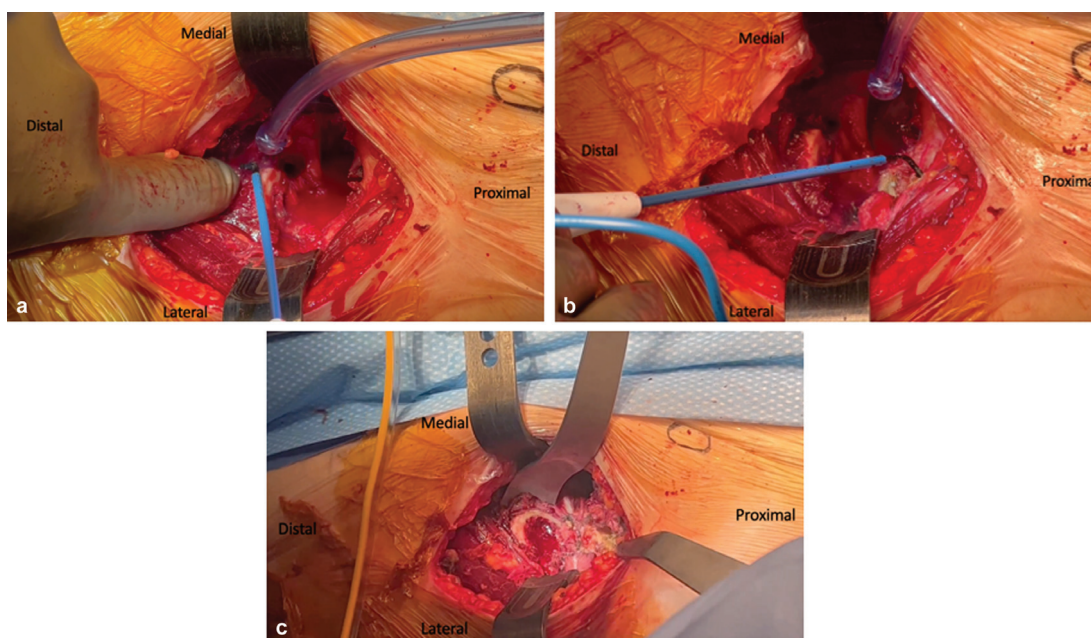 Medial
Distal
Proximal
Lateral
a
Medial
Distal
Proxima
Lateral
b
Medial
Distal
Proximal
Lateral
c